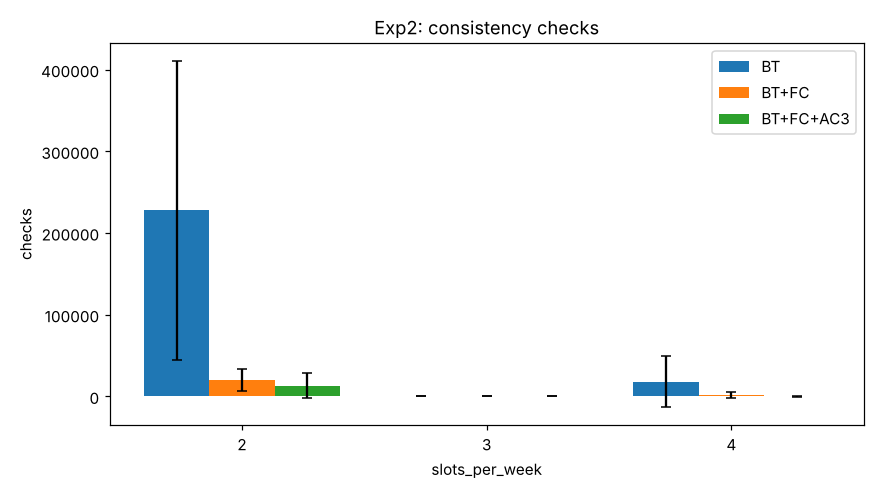 Exp2: consistency checks
BT
BT+FC
BT+FC+AC3
checks
400000
300000
200000
100000
0
2
3
4
slots_per_week